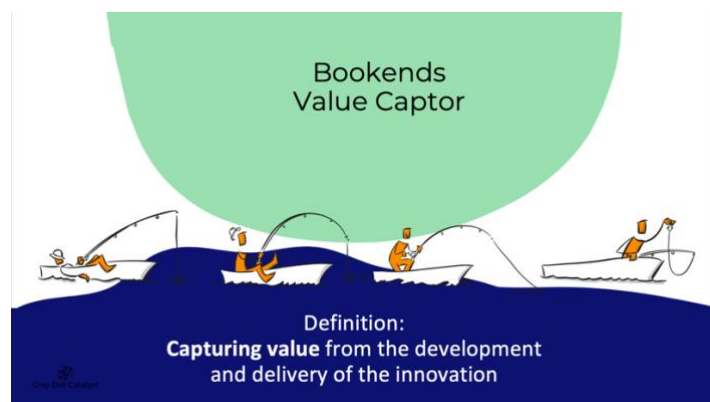 Bookends
Value Captor
Definition:
Capturing value from the development
and delivery of the innovation
Grey Dot Catalyst